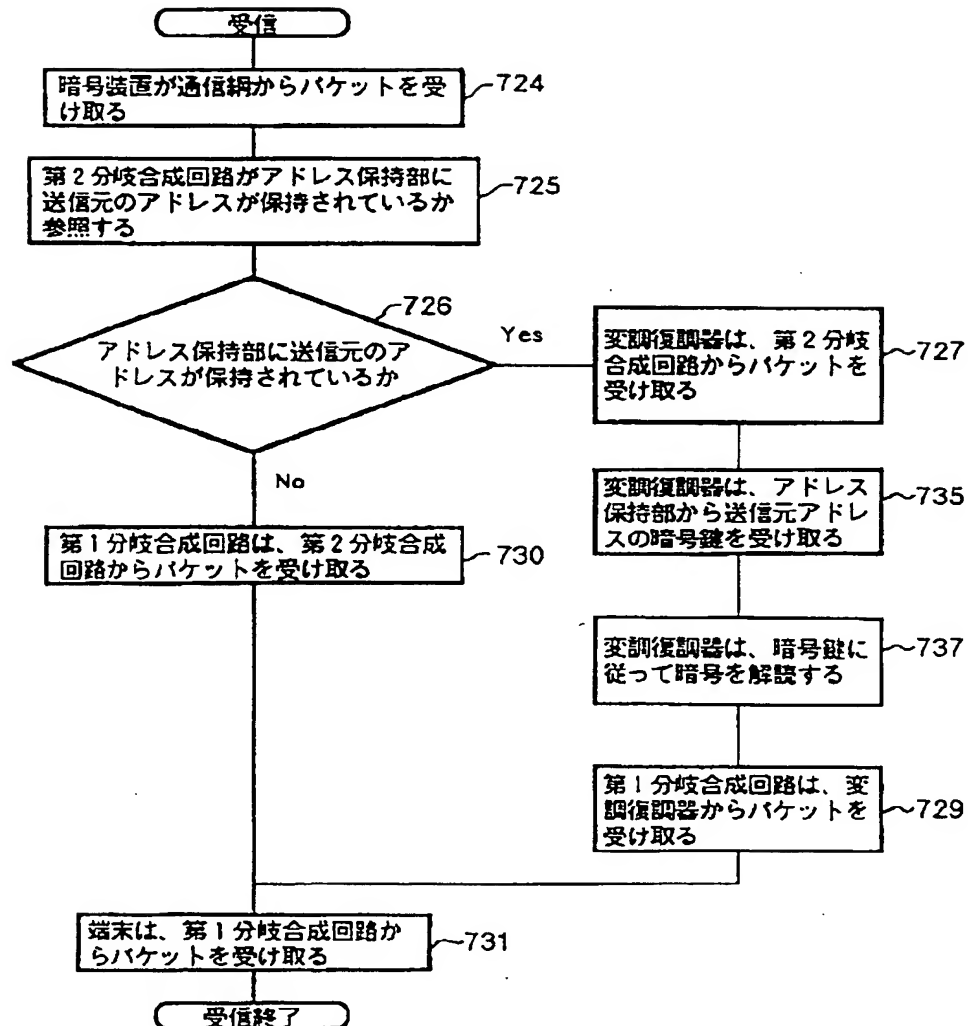 受信
暗号装置が通信網からパケットを受
け取る
724
第2分岐合成回路がアドレス保持部に
送信元のアドレスが保持されているか
参照する
725
726
アドレス保持部に送信元のア
ドレスが保持されているか
Yes
変調復調器は、第2分岐
合成回路からパケットを
受け取る
727
変調復調器は、アドレス
保持部から送信元アドレ
スの暗号鍵を受け取る
735
変調復調器は、暗号鍵に
従って暗号を解読する
737
第1分岐合成回路は、変
調復調器からパケットを
受け取る
729
No
第1分岐合成回路は、第2分岐合成
回路からパケットを受け取る
730
端末は、第1分岐合成回路か
らパケットを受け取る
731
受信終了